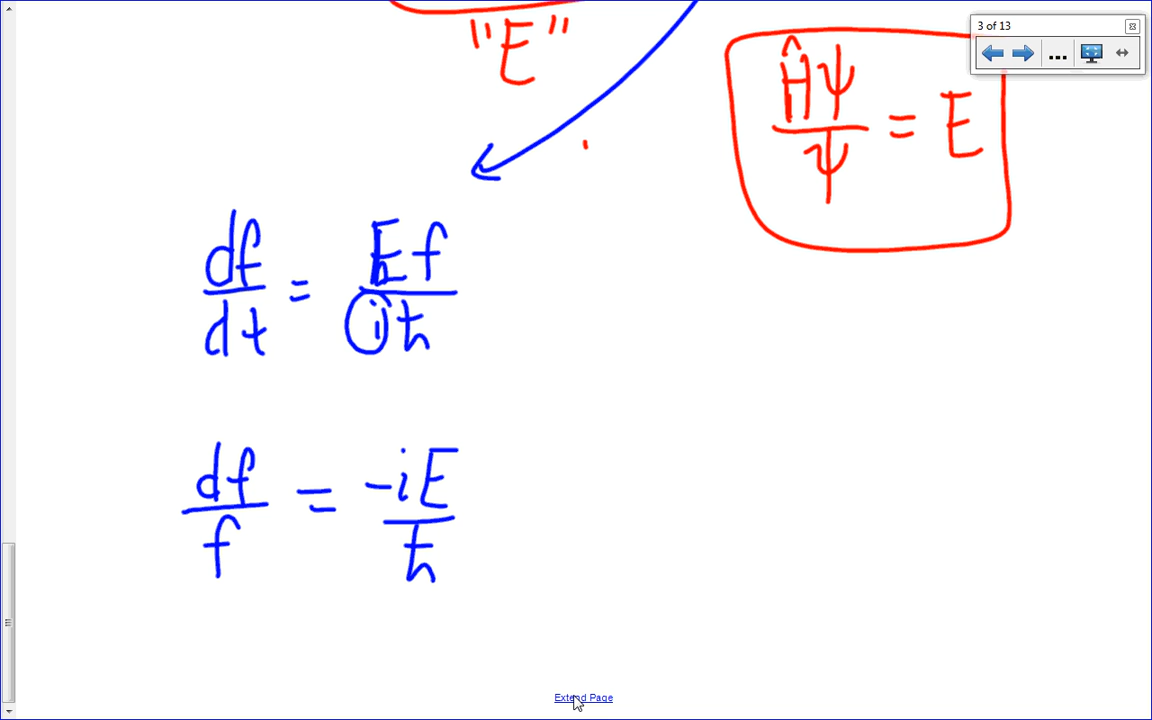 "E"
3 of 13
...
Ĥψ/ψ = E
df/dt = Ef/iħ
df/f = -iE/ħ
Extend Page